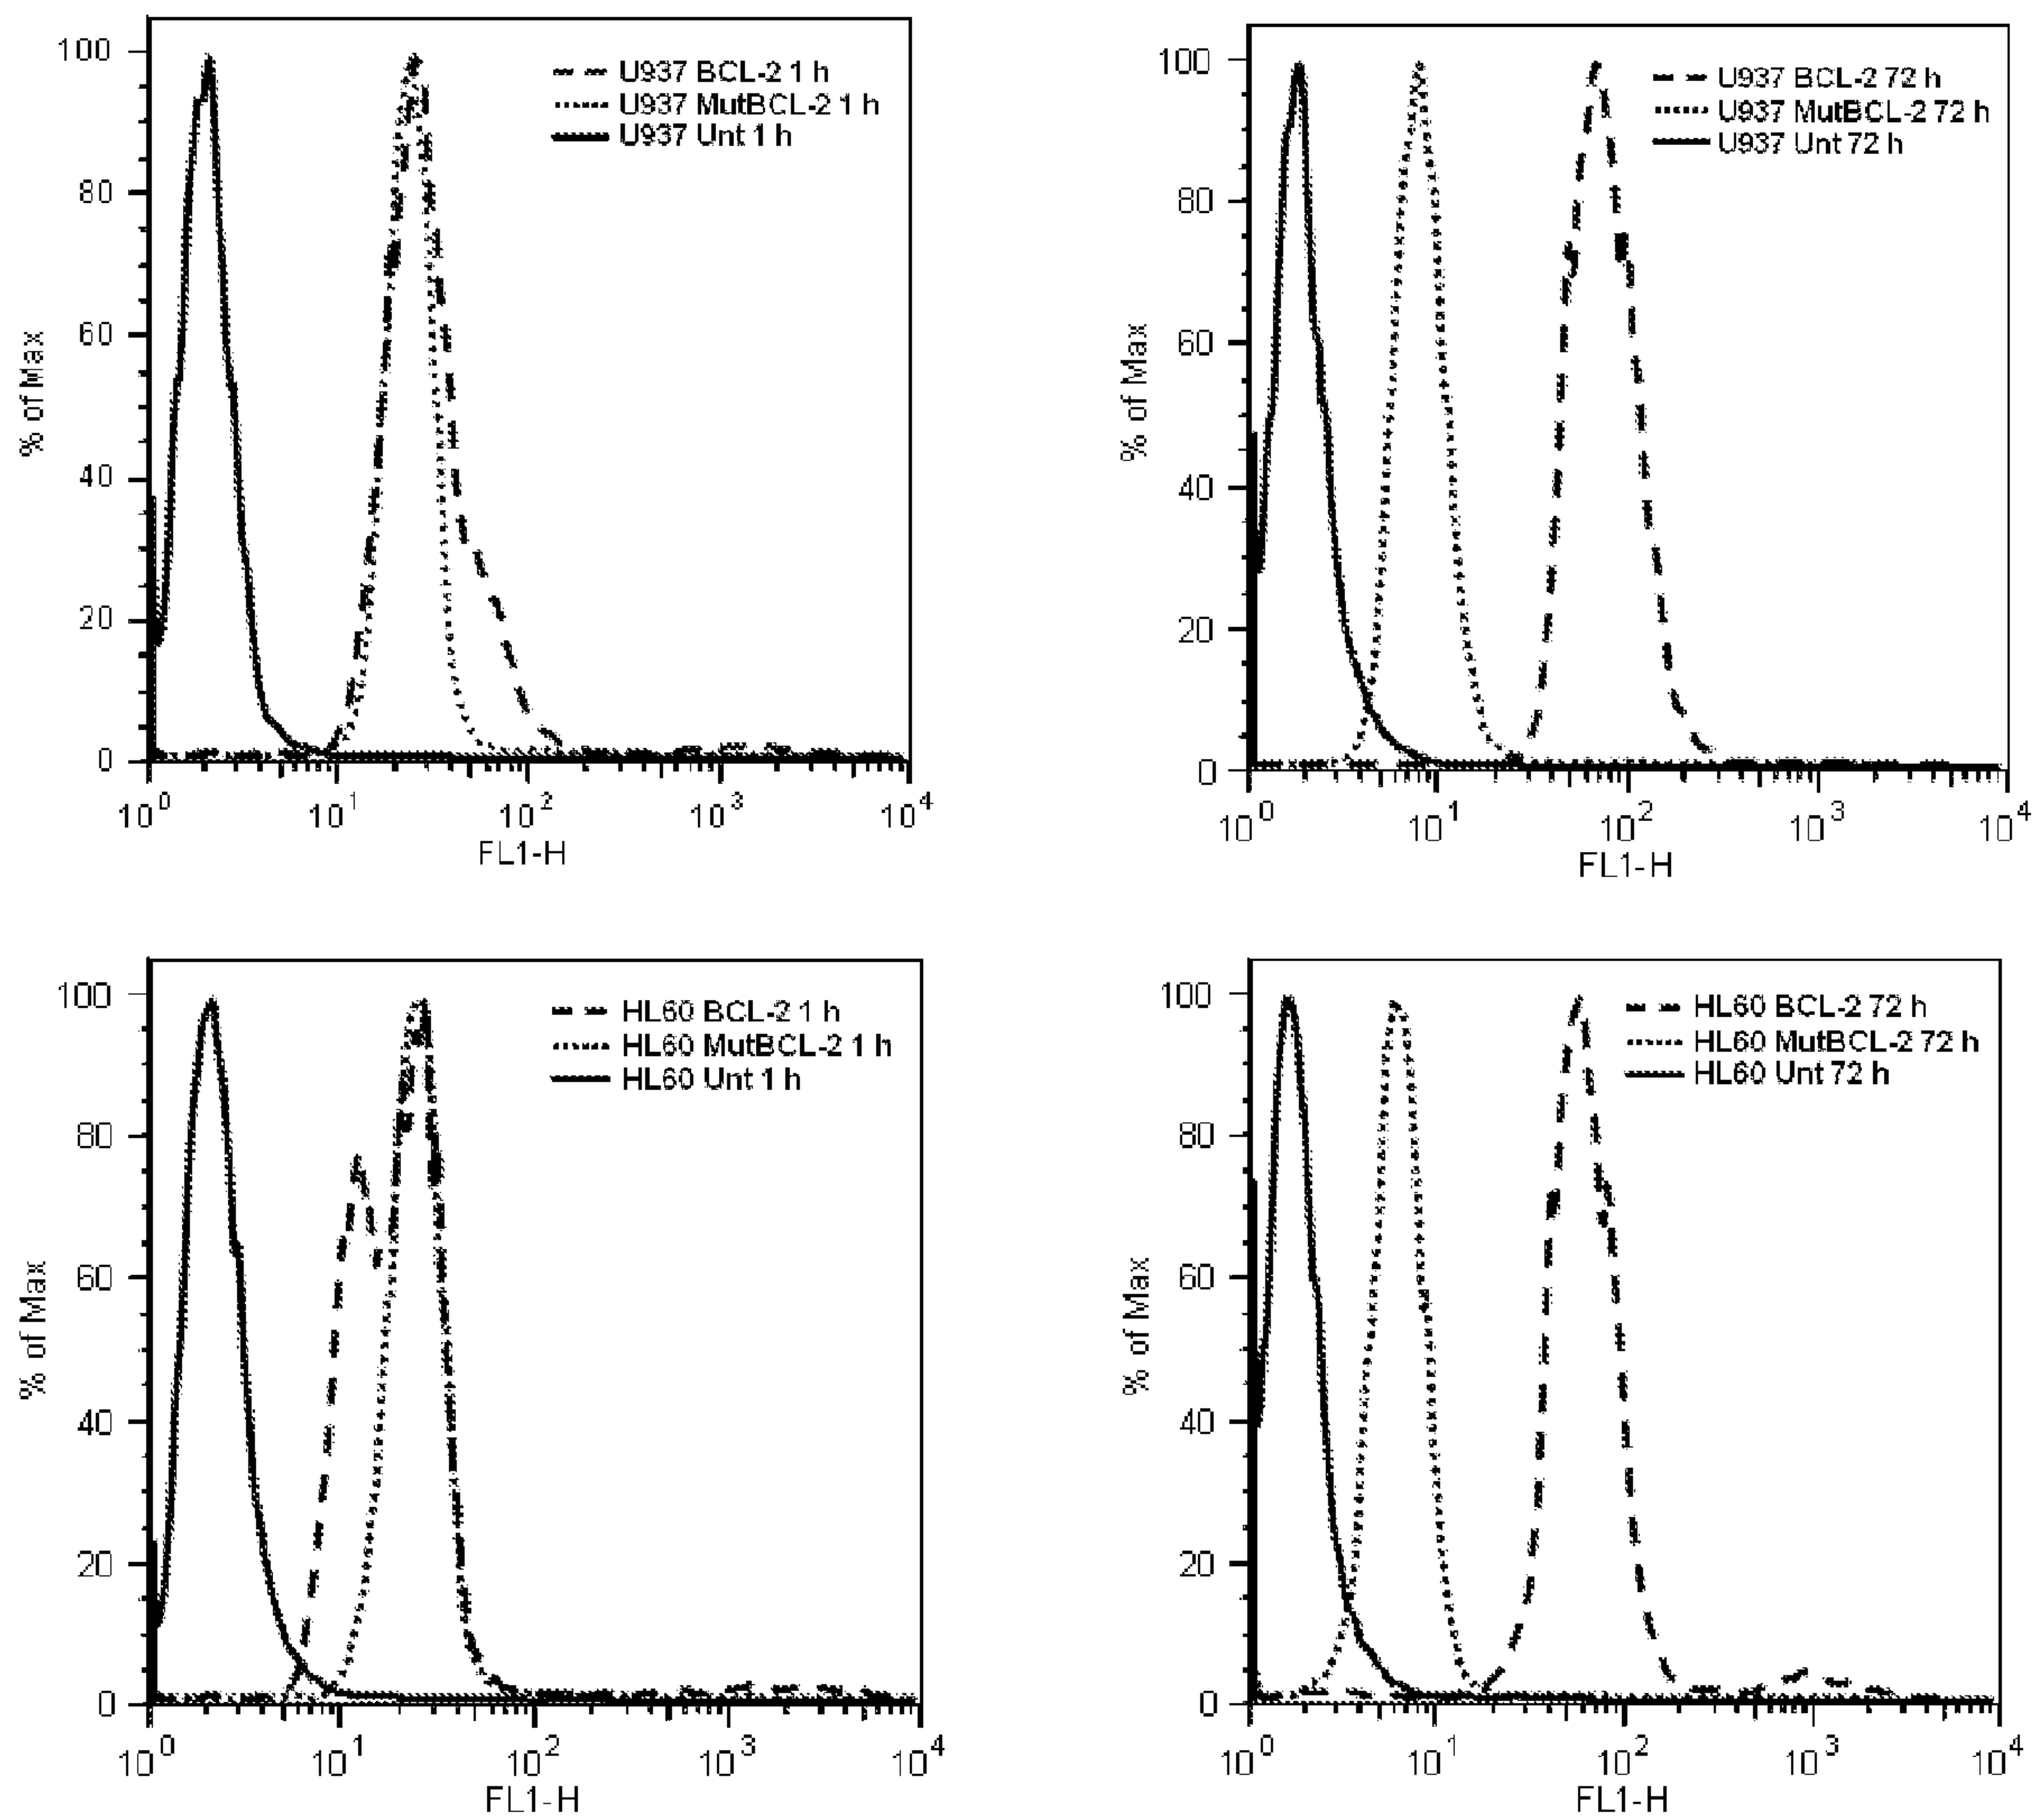 100
80
60
40
20
0
% of Max
U937 BCL-2 1 h
U937 MutBCL-2 1 h
U937 Unt 1 h
10^0 10^1 10^2 10^3 10^4
FL1-H
100
80
60
40
20
0
% of Max
U937 BCL-2 72 h
U937 MutBCL-2 72 h
U937 Unt 72 h
10^0 10^1 10^2 10^3 10^4
FL1-H
100
80
60
40
20
0
% of Max
HL60 BCL-2 1 h
HL60 MutBCL-2 1 h
HL60 Unt 1 h
10^0 10^1 10^2 10^3 10^4
FL1-H
100
80
60
40
20
0
% of Max
HL60 BCL-2 72 h
HL60 MutBCL-2 72 h
HL60 Unt 72 h
10^0 10^1 10^2 10^3 10^4
FL1-H